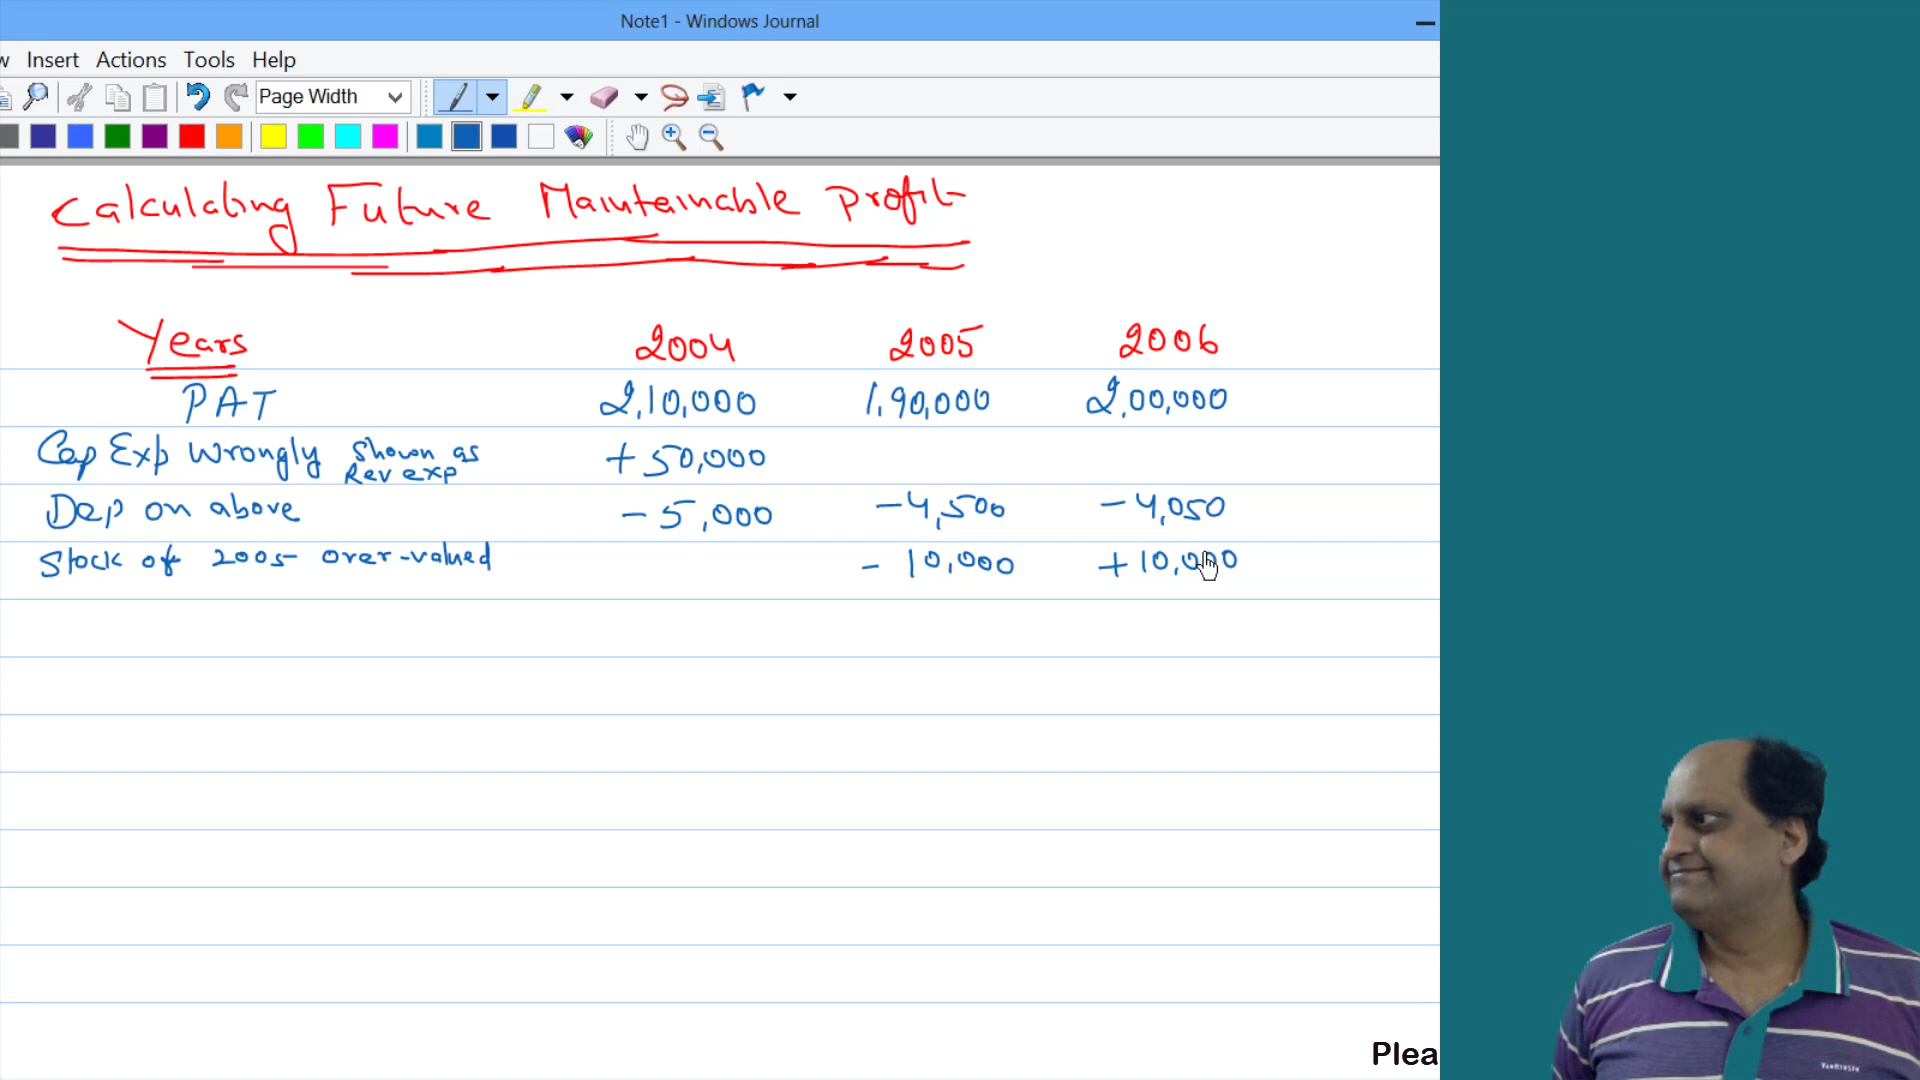 Note1 - Windows Journal
w Insert Actions Tools Help
Page Width
Calculating Future Maintainable Profit
Years 2004 2005 2006
PAT 2,10,000 1,90,000 2,00,000
Cap Exp wrongly shown as Rev exp +50,000
Dep on above -5,000 -4,500 -4,050
Stock of 2005 over-valued -10,000 +10,000
Plea